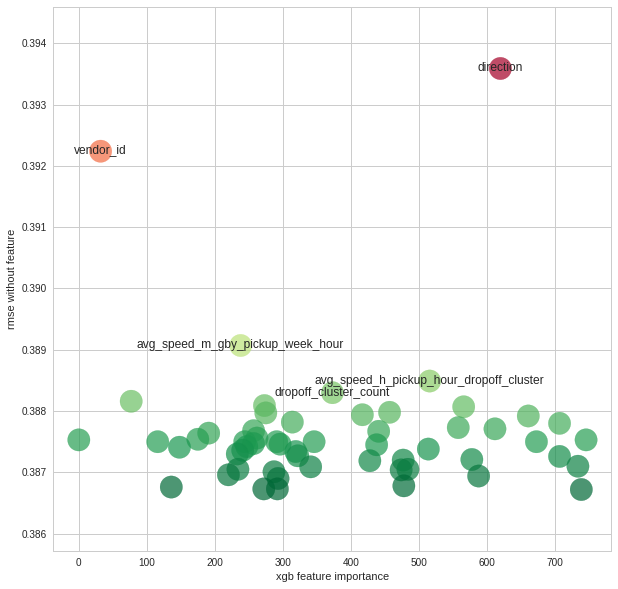 0.394
direction
0.393
vendor_id
0.392
0.391
rmse without feature
0.390
avg_speed_m_gby_pickup_week_hour
0.389
avg_speed_h_pickup_hour_dropoff_cluster
dropoff_cluster_count
0.388
0.387
0.386
0 100 200 300 400 500 600 700
xgb feature importance